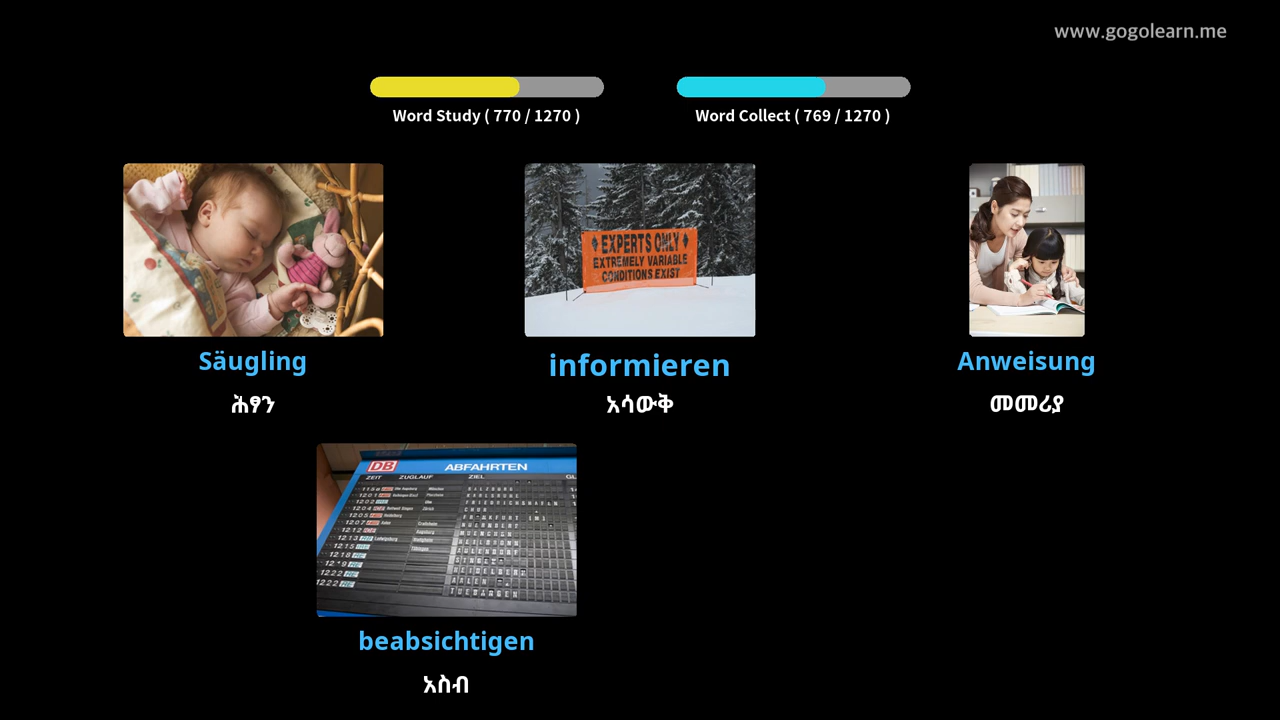 www.gogolearn.me
Word Study ( 770 / 1270 )
Word Collect ( 769 / 1270 )
EXPERTS ONLY
EXTREMELY VARIABLE
CONDITIONS EXIST
Säugling
informieren
Anweisung
ሕፃን
አሳውቅ
መመሪያ
DB ABFAHRTEN
ZEIT ZUGLAUF ZIEL
beabsichtigen
አስብ